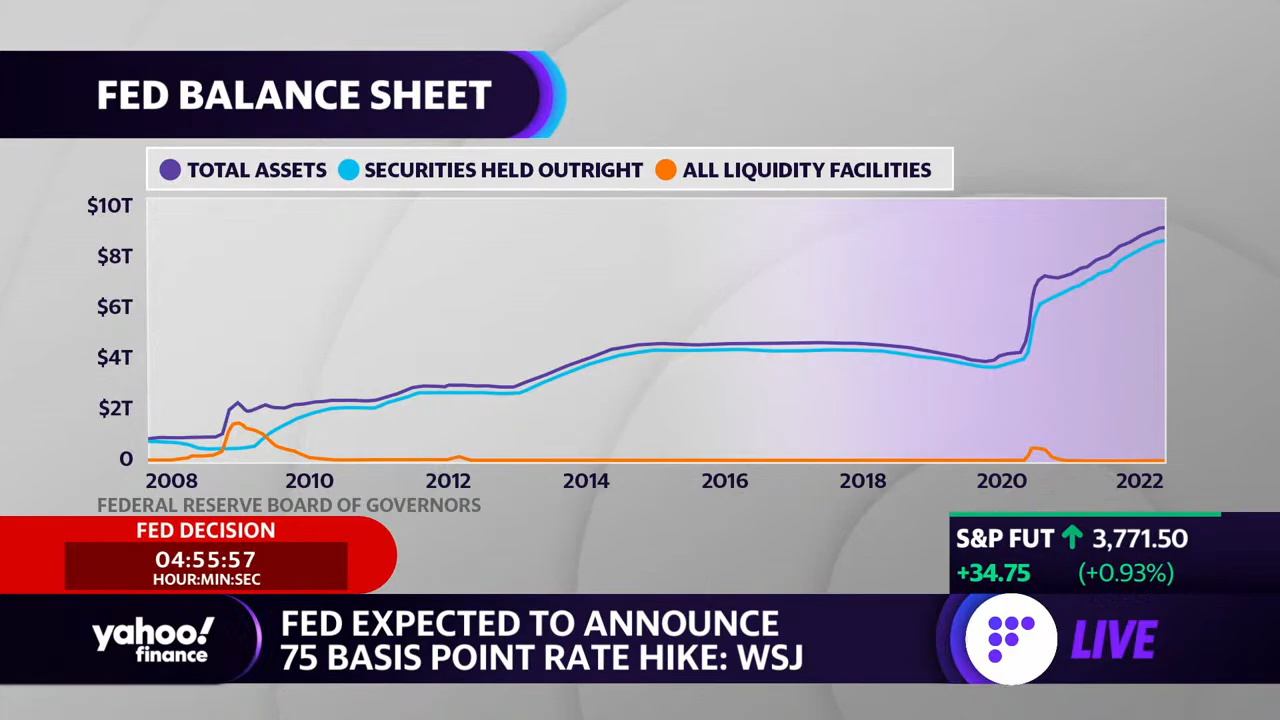 FED BALANCE SHEET
TOTAL ASSETS SECURITIES HELD OUTRIGHT ALL LIQUIDITY FACILITIES
$10T
$8T
$6T
$4T
$2T
0
2008 2010 2012 2014 2016 2018 2020 2022
FEDERAL RESERVE BOARD OF GOVERNORS
FED DECISION
04:55:57
HOUR:MIN:SEC
S&P FUT 3,771.50
+34.75 (+0.93%)
yahoo!
finance
FED EXPECTED TO ANNOUNCE
75 BASIS POINT RATE HIKE: WSJ
LIVE